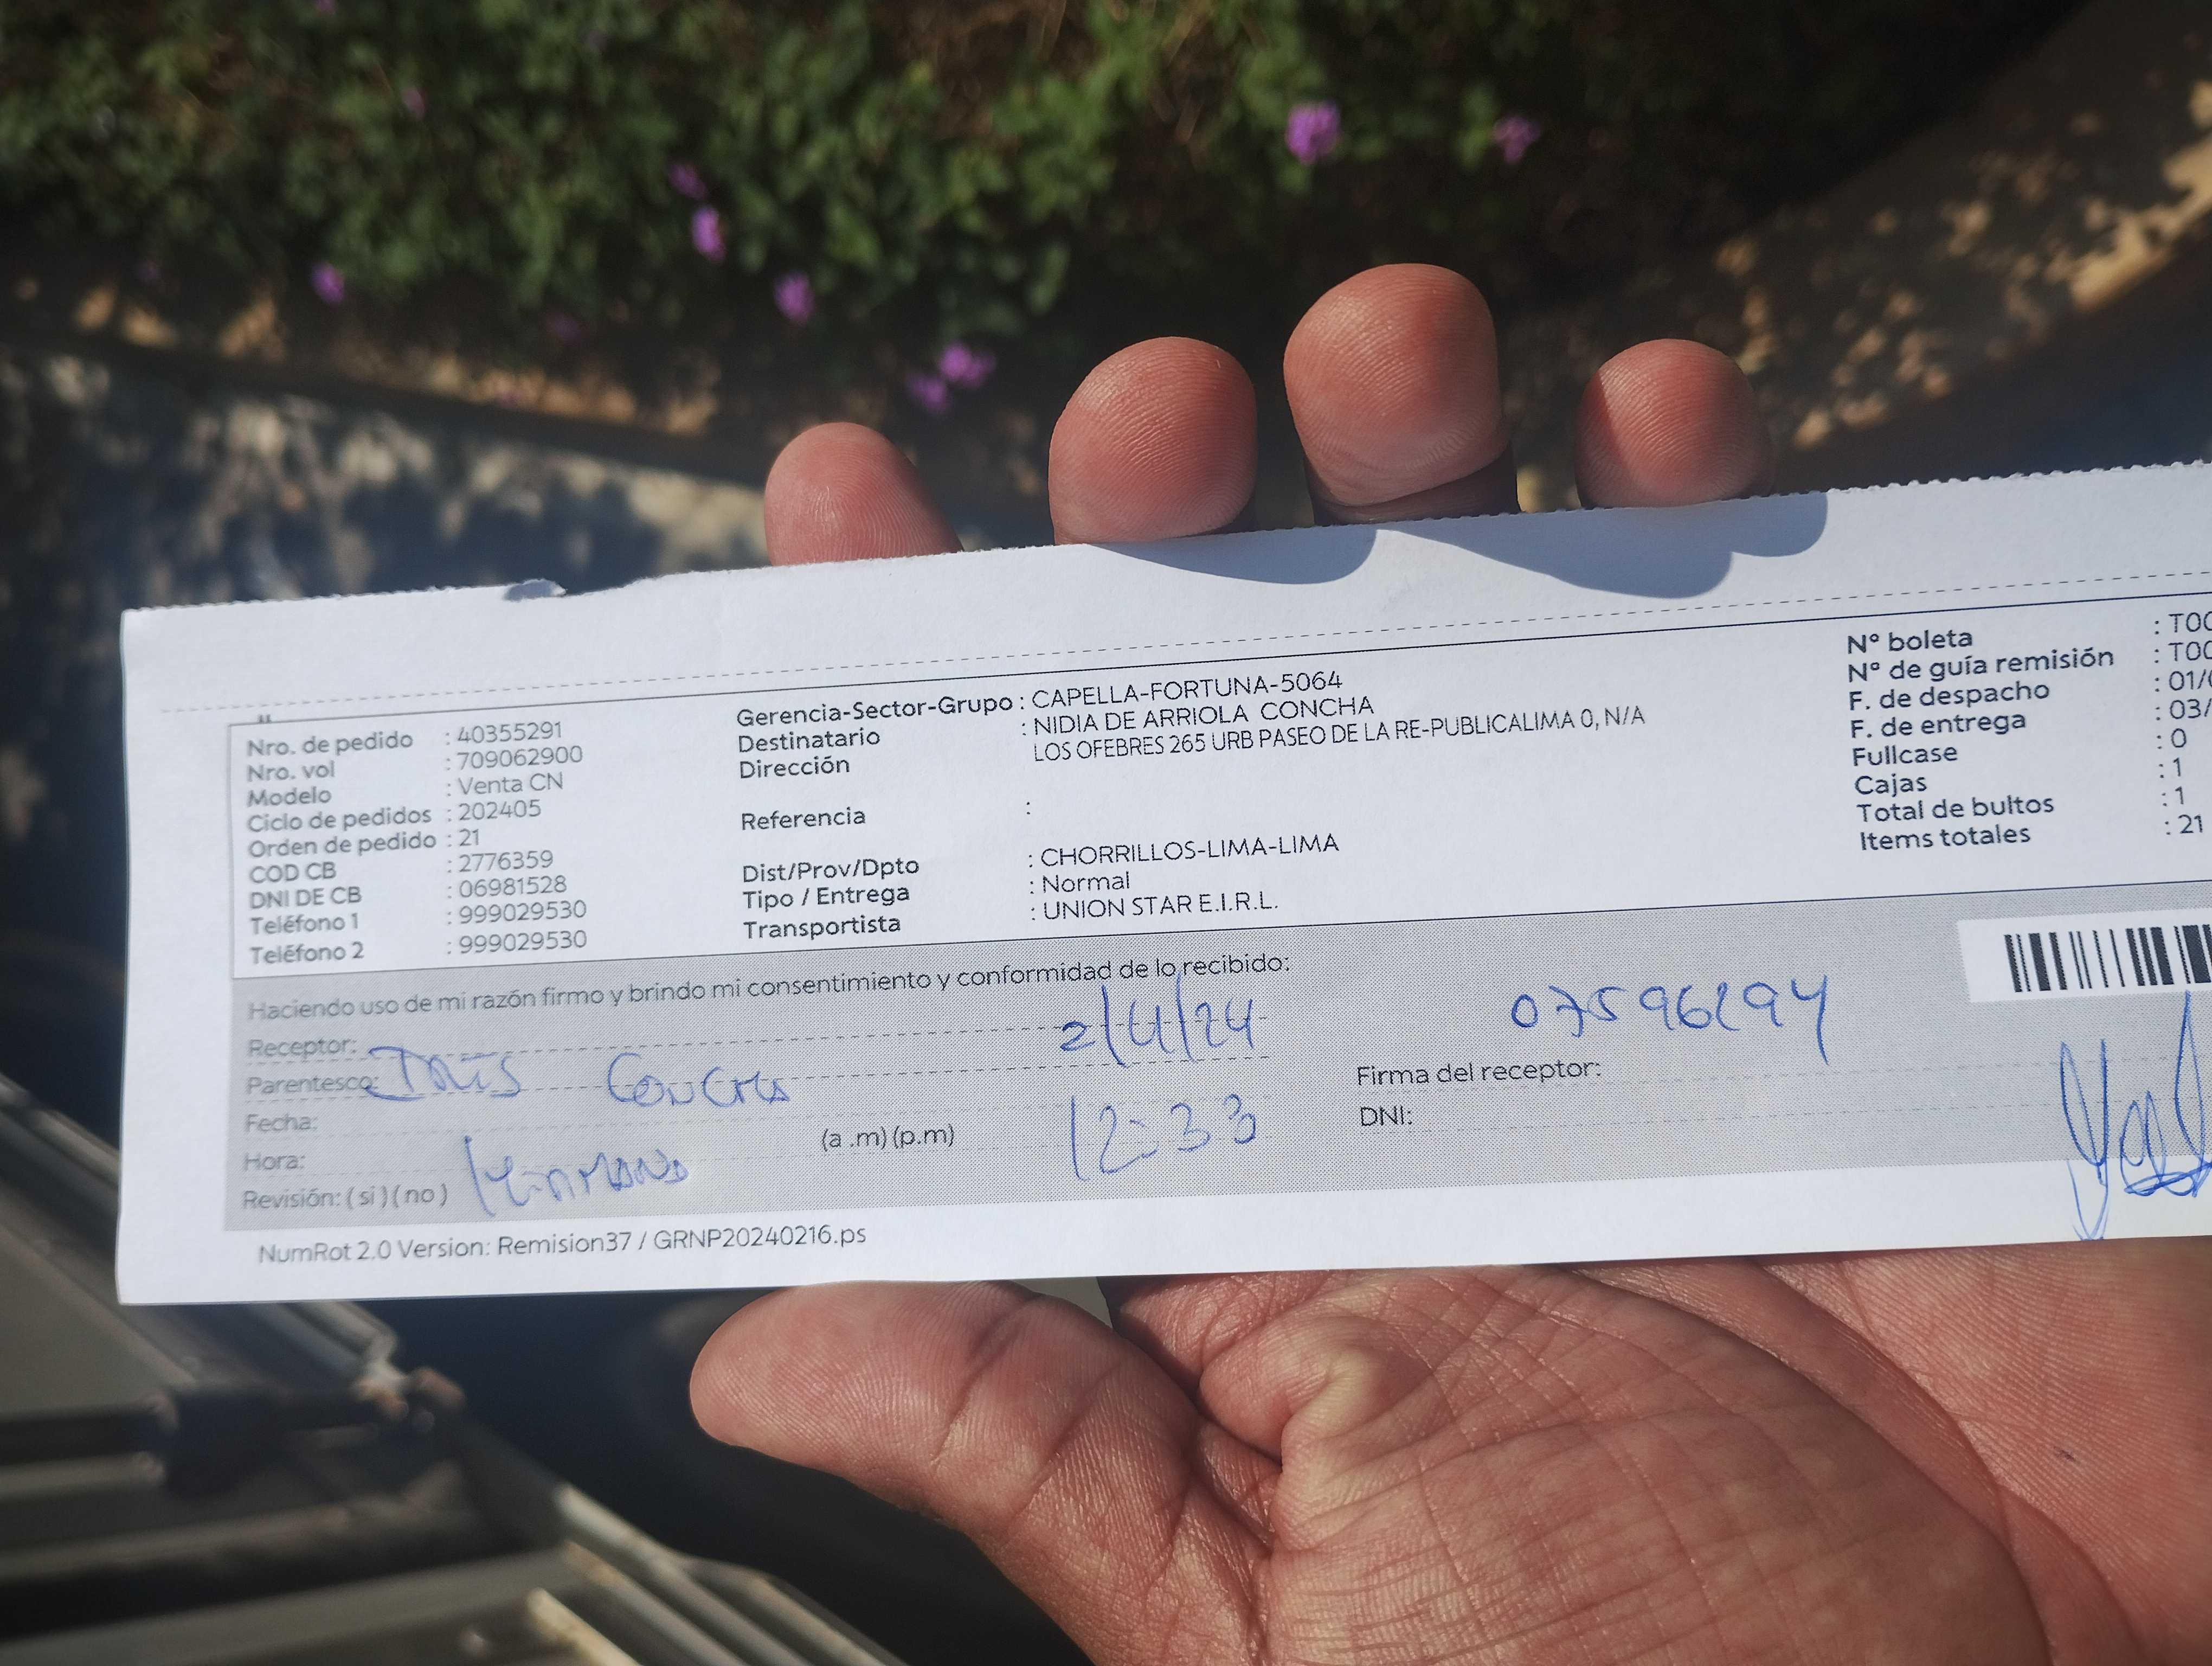 Nro. de pedido : 40355291
Nro. vol : 709062900
Modelo : Venta CN
Ciclo de pedidos : 202405
Orden de pedido : 21
COD CB : 2776359
DNI DE CB : 06981528
Teléfono 1 : 999029530
Teléfono 2 : 999029530
Gerencia-Sector-Grupo : CAPELLA-FORTUNA-5064
Destinatario : NIDIA DE ARRIOLA CONCHA
Dirección LOS OFEBRES 265 URB PASEO DE LA RE-PUBLICALIMA 0, N/A
Referencia :
Dist/Prov/Dpto : CHORRILLOS-LIMA-LIMA
Tipo / Entrega : Normal
Transportista : UNION STAR E.I.R.L.
N° boleta : T00
N° de guía remisión : T00
F. de despacho : 01/0
F. de entrega : 03/
Fullcase : 0
Cajas : 1
Total de bultos : 1
Items totales : 21
Haciendo uso de mi razón firmo y brindo mi consentimiento y conformidad de lo recibido:
Receptor: 2/4/24
Parentesco: Concha
Fecha:
Hora: (a .m) (p.m) 12:33
Revisión: ( si ) ( no )
07596294
Firma del receptor:
DNI:
NumRot 2.0 Version: Remision37 / GRNP20240216.ps